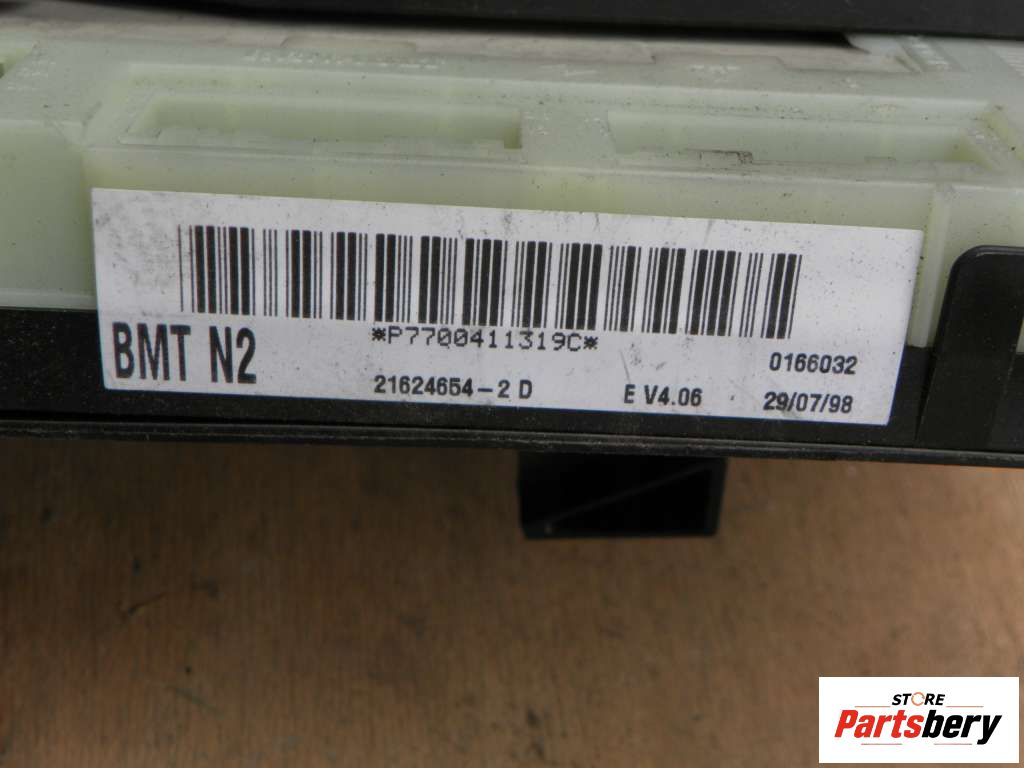 *P7700411319C*
BMT N2
0166032
21624654-2 D E V4.06 29/07/98
STORE
Partsbery